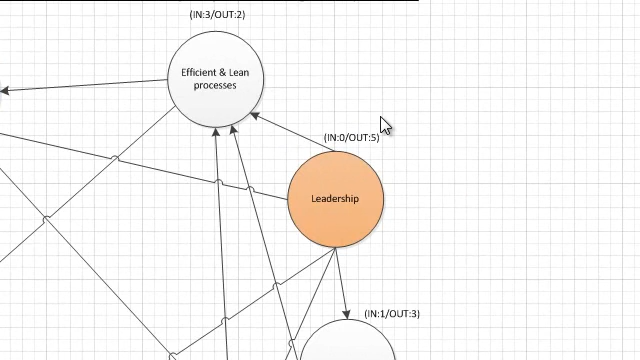 (IN:3/OUT:2)
Efficient & Lean
processes
(IN:0/OUT:5)
Leadership
(IN:1/OUT:3)